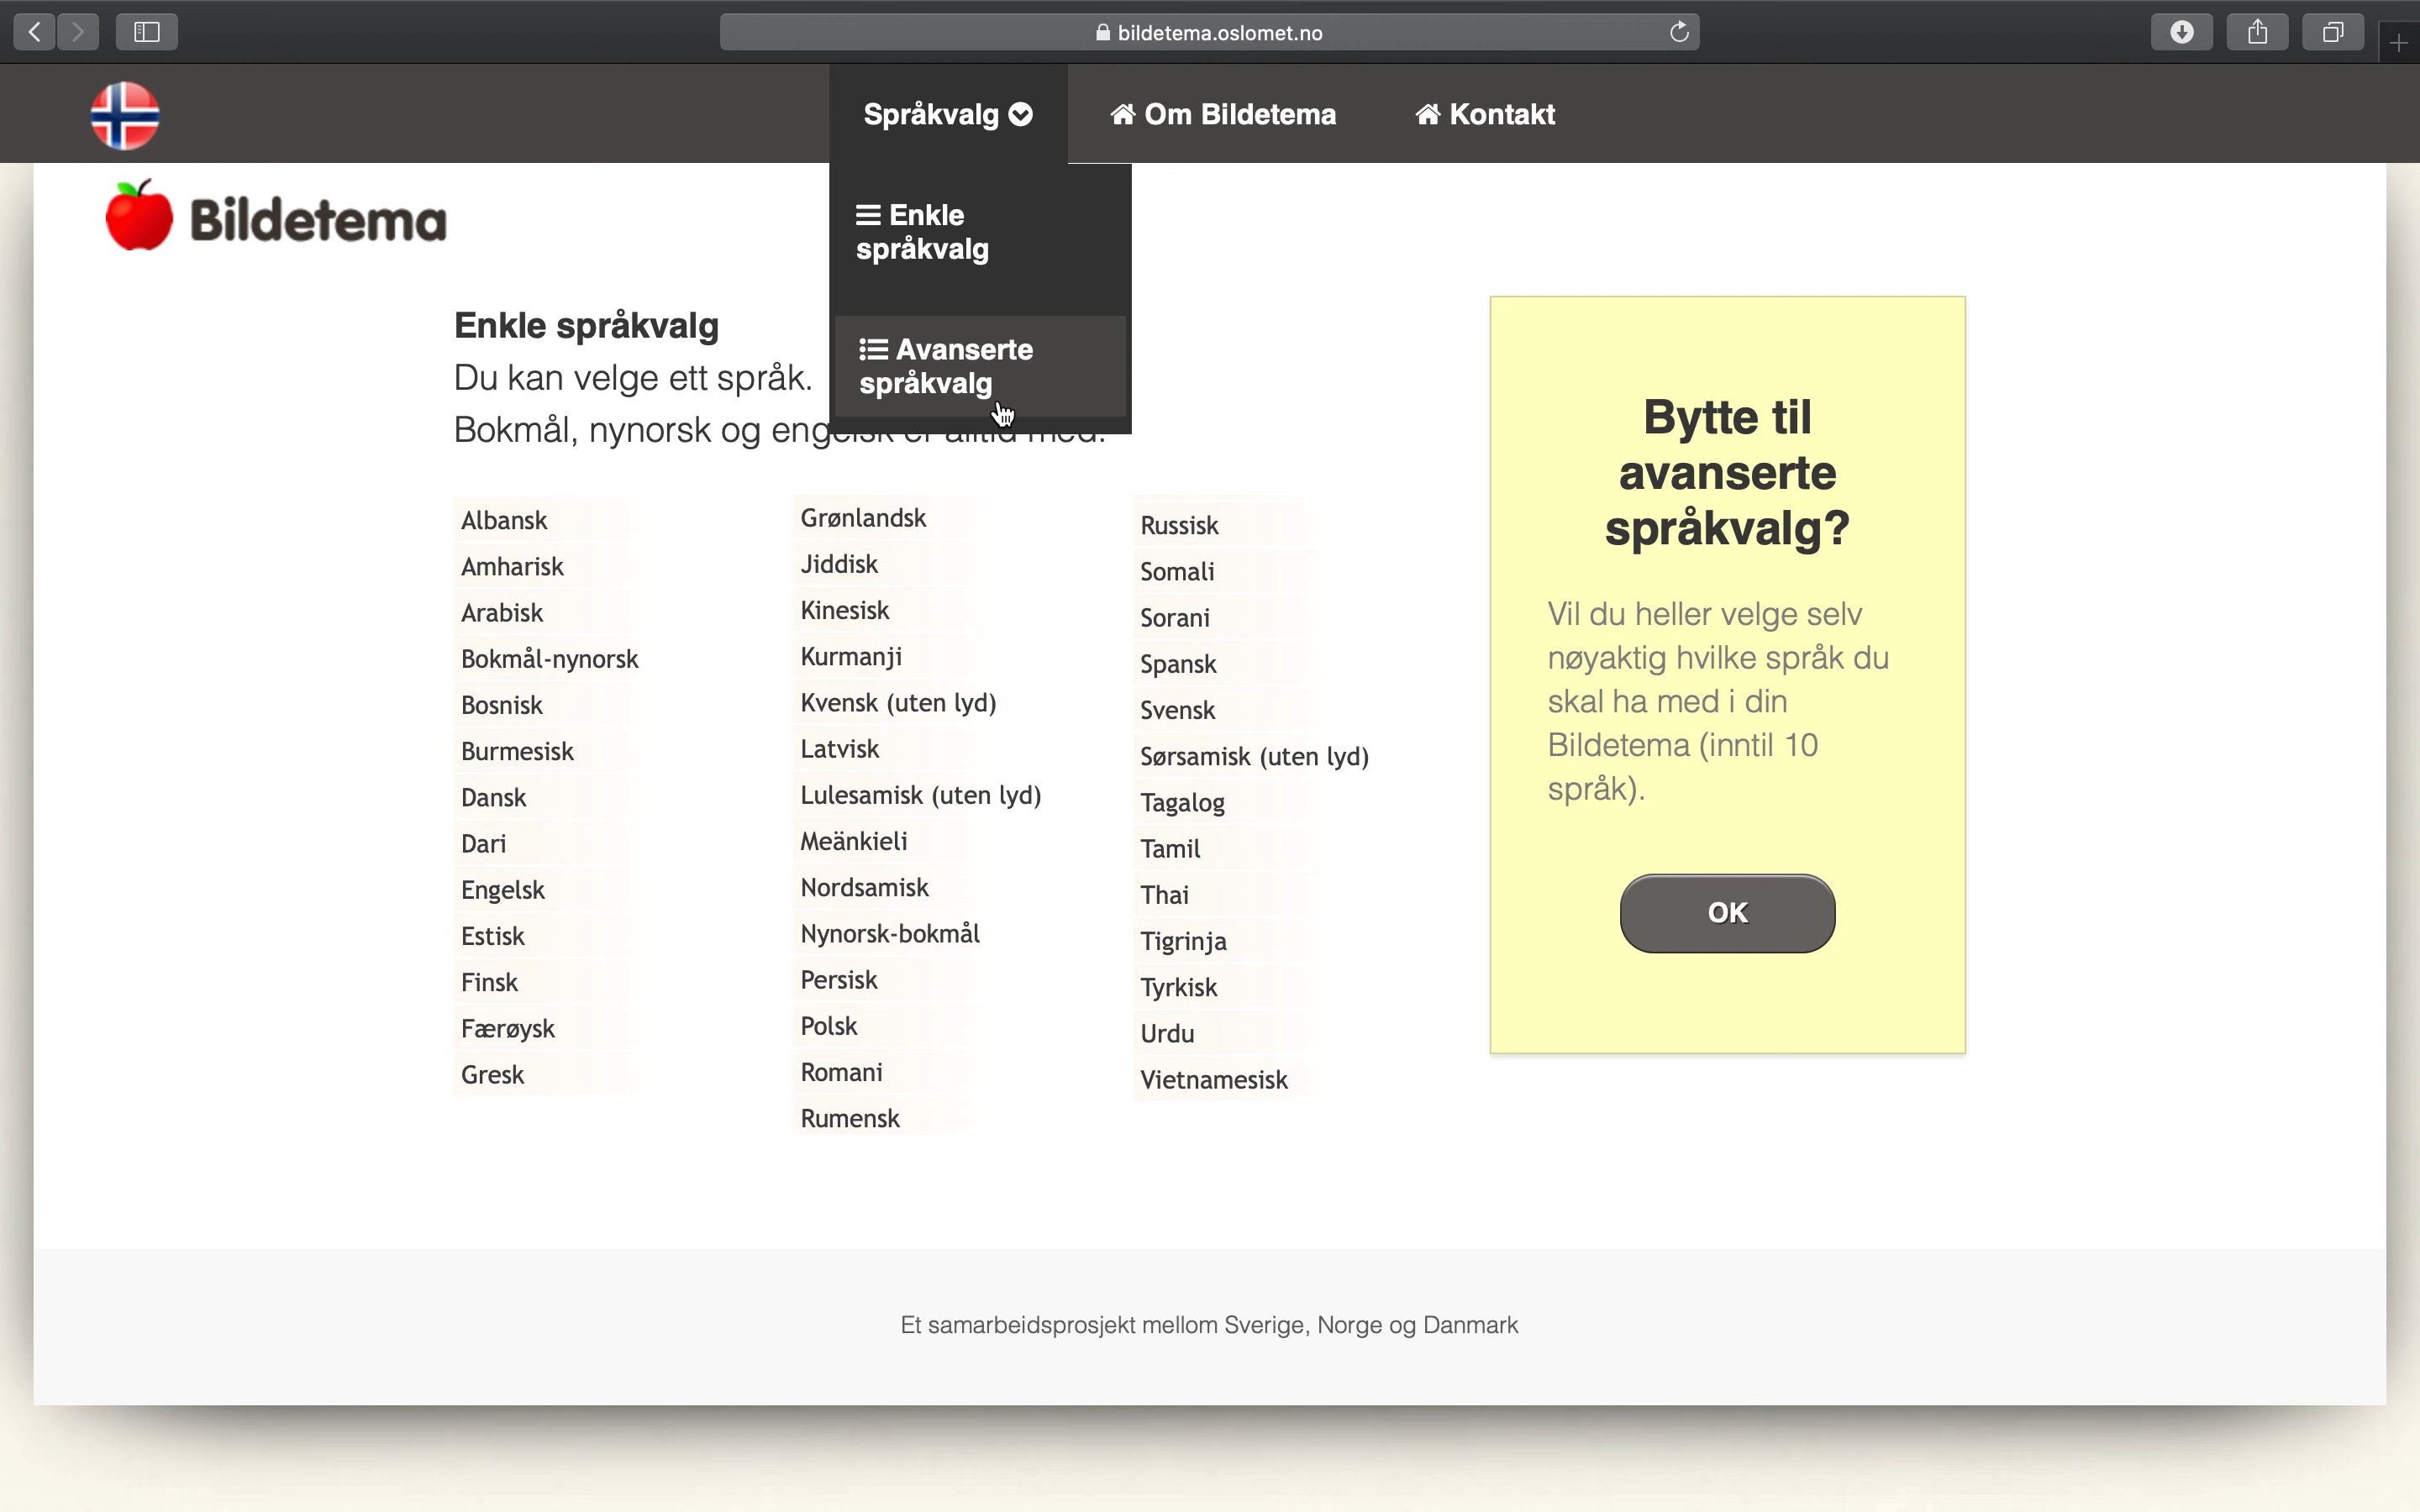 bildetema.oslomet.no
Språkvalg
Om Bildetema
Kontakt
Bildetema
Enkle
språkvalg
Avanserte
språkvalg
Enkle språkvalg
Du kan velge ett språk.
Bokmål, nynorsk og engelsk er alltid med.
Albansk
Amharisk
Arabisk
Bokmål-nynorsk
Bosnisk
Burmesisk
Dansk
Dari
Engelsk
Estisk
Finsk
Færøysk
Gresk
Grønlandsk
Jiddisk
Kinesisk
Kurmanji
Kvensk (uten lyd)
Latvisk
Lulesamisk (uten lyd)
Meänkieli
Nordsamisk
Nynorsk-bokmål
Persisk
Polsk
Romani
Rumensk
Russisk
Somali
Sorani
Spansk
Svensk
Sørsamisk (uten lyd)
Tagalog
Tamil
Thai
Tigrinja
Tyrkisk
Urdu
Vietnamesisk
Bytte til
avanserte
språkvalg?
Vil du heller velge selv
nøyaktig hvilke språk du
skal ha med i din
Bildetema (inntil 10
språk).
OK
Et samarbeidsprosjekt mellom Sverige, Norge og Danmark